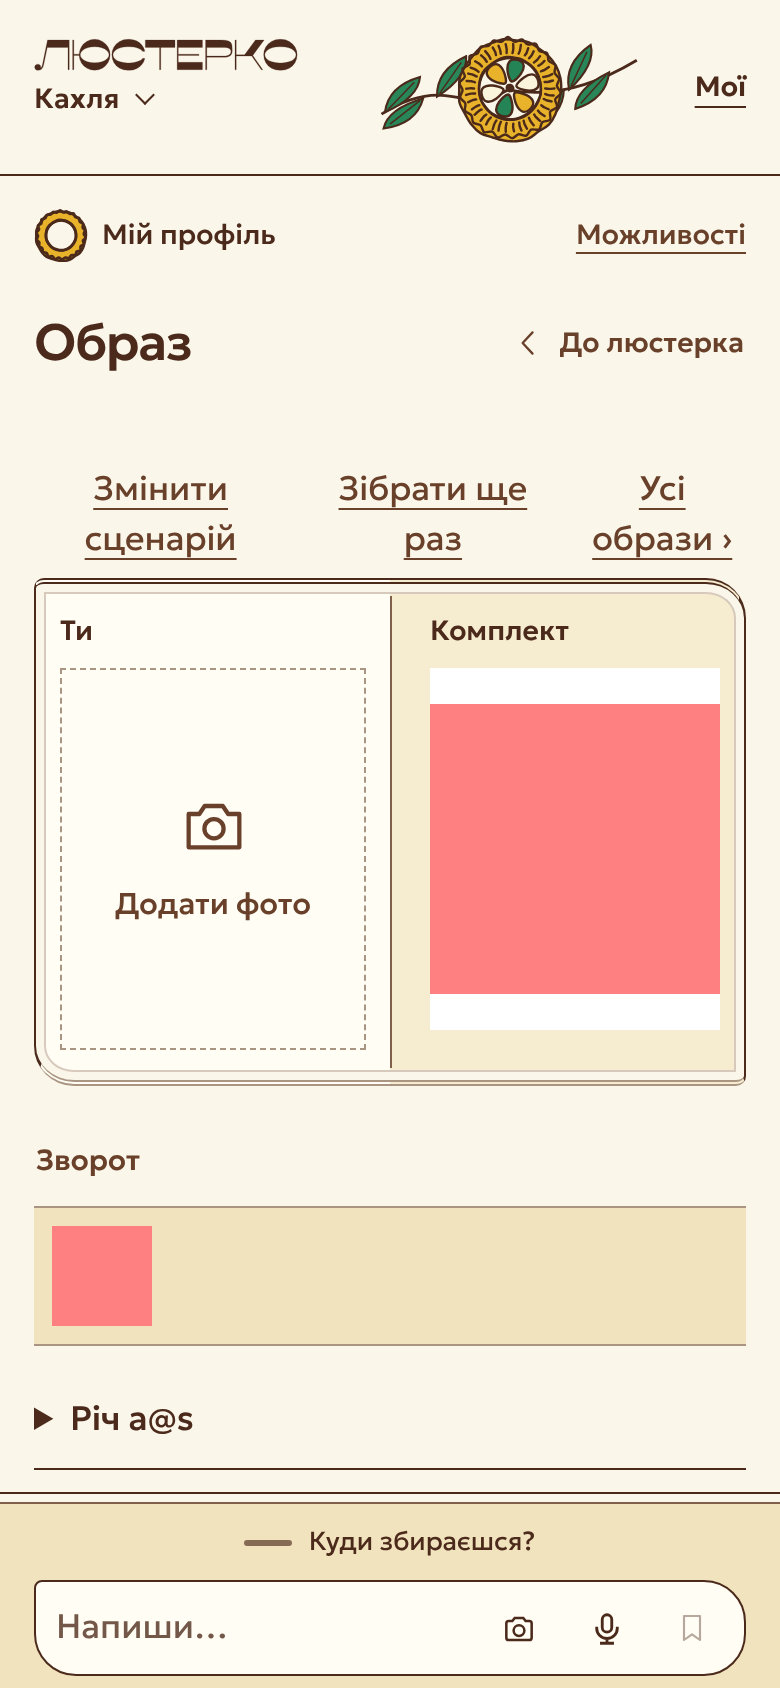 ЛЮСТЕРКО
Кахля
Мої
Мій профіль
Можливості
Образ
До люстерка
Змінити сценарій
Зібрати ще раз
Усі образи ›
Ти
Комплект
Додати фото
Зворот
Річ a@s
Куди збираєшся?
Напиши...